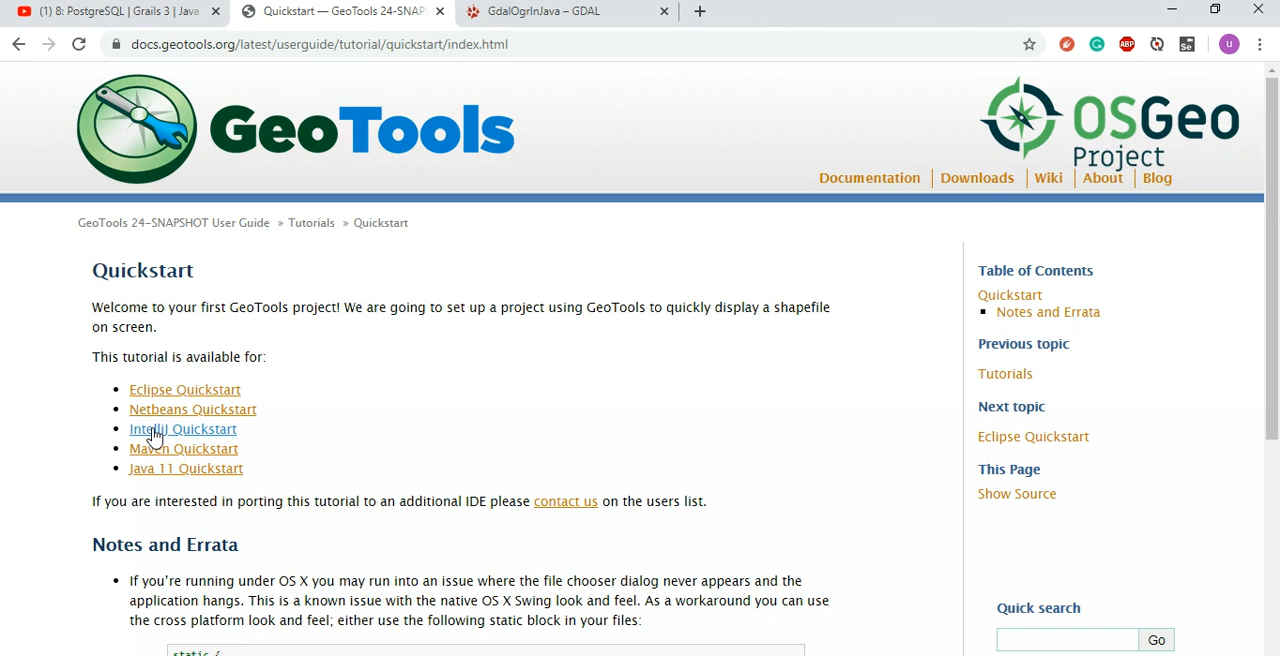 (1) 8: PostgreSQL | Grails 3 | Java
Quickstart — GeoTools 24-SNAP
GdalOgrInJava – GDAL
docs.geotools.org/latest/userguide/tutorial/quickstart/index.html
ABP
Se
U
GeoTools
OSGeo
Project
Documentation
Downloads
Wiki
About
Blog
GeoTools 24-SNAPSHOT User Guide » Tutorials » Quickstart
Quickstart
Welcome to your first GeoTools project! We are going to set up a project using GeoTools to quickly display a shapefile
on screen.
This tutorial is available for:
• Eclipse Quickstart
• Netbeans Quickstart
• IntelliJ Quickstart
• Maven Quickstart
• Java 11 Quickstart
If you are interested in porting this tutorial to an additional IDE please contact us on the users list.
Notes and Errata
• If you're running under OS X you may run into an issue where the file chooser dialog never appears and the
application hangs. This is a known issue with the native OS X Swing look and feel. As a workaround you can use
the cross platform look and feel; either use the following static block in your files:
static {
Table of Contents
Quickstart
Notes and Errata
Previous topic
Tutorials
Next topic
Eclipse Quickstart
This Page
Show Source
Quick search
Go